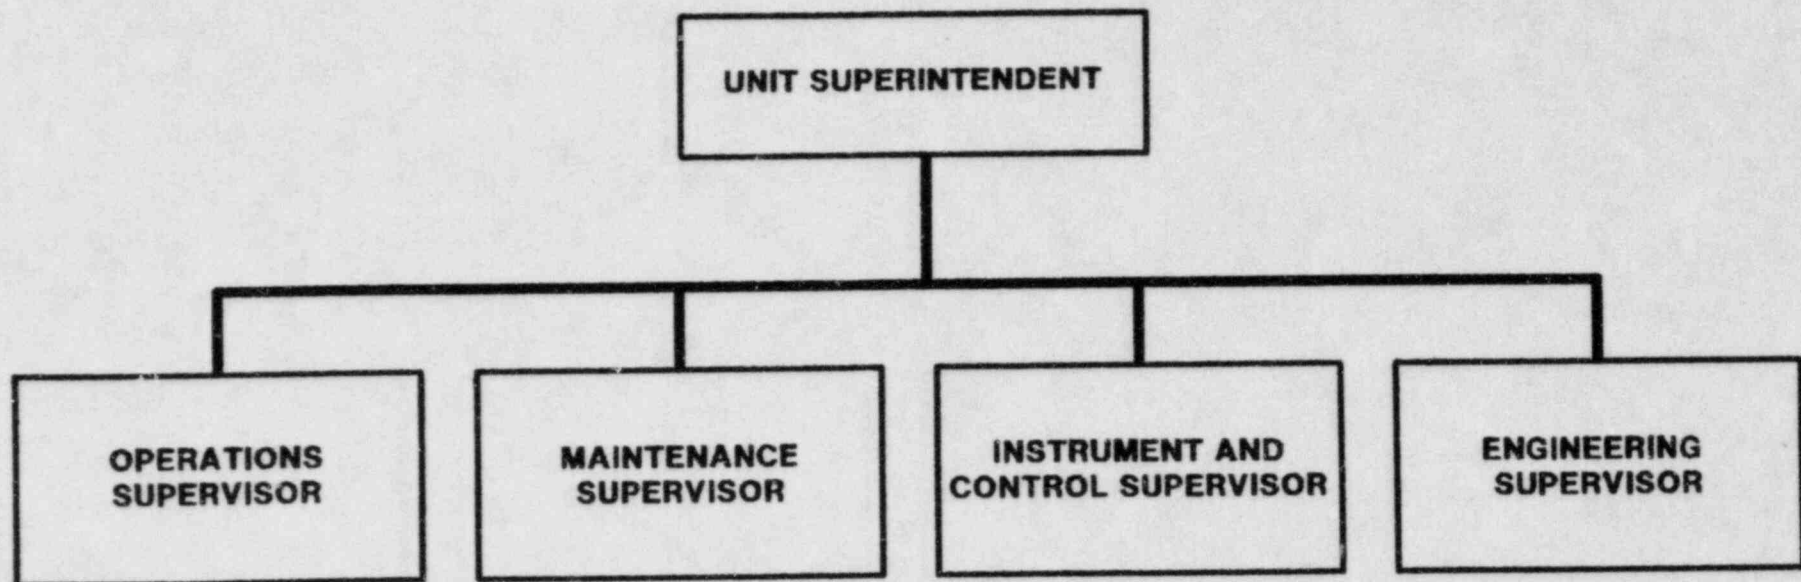 UNIT SUPERINTENDENT
OPERATIONS
SUPERVISOR
MAINTENANCE
SUPERVISOR
INSTRUMENT AND
CONTROL SUPERVISOR
ENGINEERING
SUPERVISOR